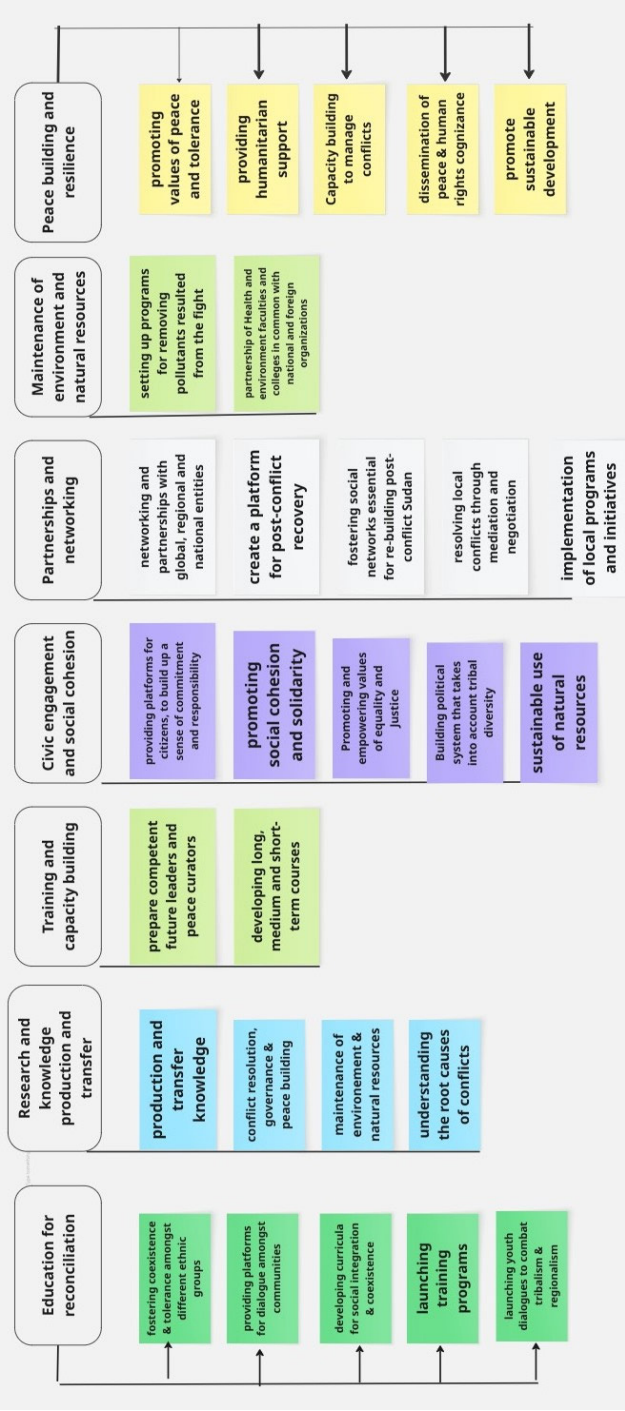 Education for
reconciliation
fostering coexistence
& tolerance amongst
different ethnic
groups
providing platforms
for dialogue amongst
communities
developing curricula
for social integration
& coexistence
launching
training
programs
launching youth
dialogues to combat
tribalism &
regionalism
Research and
knowledge
production and
transfer
production and
transfer
knowledge
conflict resolution,
governance &
peace building
maintenance of
environement &
natural resources
understanding
the root causes
of conflicts
Training and
capacity building
prepare competent
future leaders and
peace curators
developing long,
medium and short-
term courses
Civic engagement
and social cohesion
providing platforms for
citizens, to build up a
sense of commitment
and responsibility
promoting
social cohesion
and solidarity
Promoting and
empowering values
of equality and
Justice
Building political
system that takes
into account tribal
diversity
sustainable use
of natural
resources
Partnerships and
networking
networking and
partnerships with
global, regional and
national entities
create a platform
for post-conflict
recovery
fostering social
networks essential
for re-building post-
conflict Sudan
resolving local
conflicts through
mediation and
negotiation
implementation
of local programs
and initiatives
Maintenance of
environment and
natural resources
setting up programs
for removing
pollutants resulted
from the fight
partnership of Health and
environment faculties and
colleges in common with
national and foreign
organizations
Peace building and
resilience
promoting
values of peace
and tolerance
providing
humanitarian
support
Capacity building
to manage
conflicts
dissemination of
peace & human
rights cognizance
promote
sustainable
development